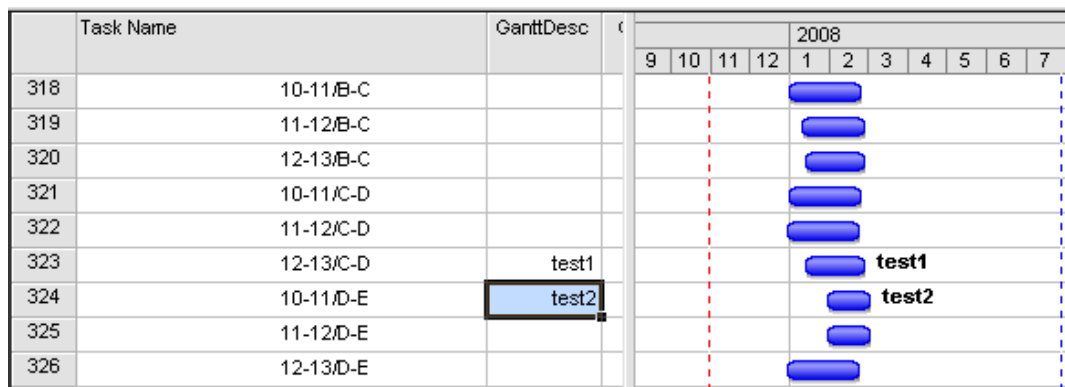 Task Name GanttDesc 2008
9 10 11 12 1 2 3 4 5 6 7
318 10-11/B-C
319 11-12/B-C
320 12-13/B-C
321 10-11/C-D
322 11-12/C-D
323 12-13/C-D test1 test1
324 10-11/D-E test2 test2
325 11-12/D-E
326 12-13/D-E